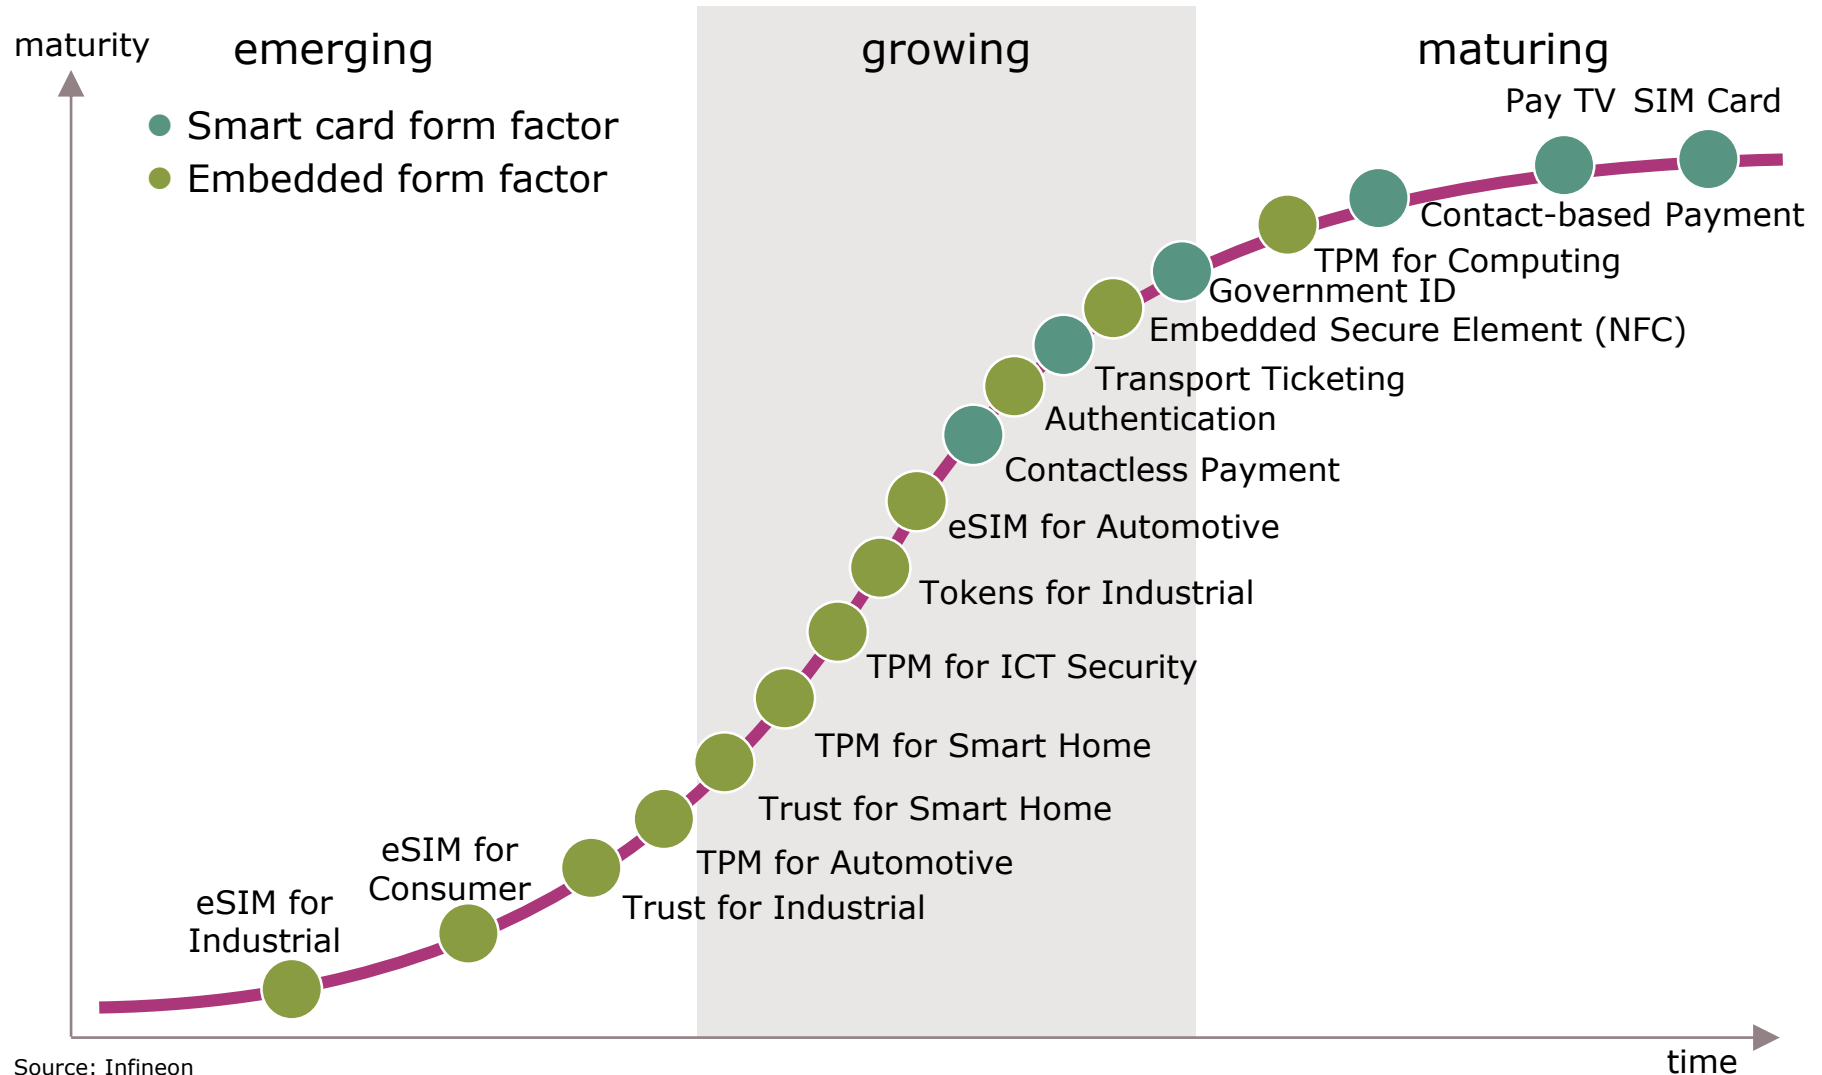 maturity
emerging
growing
maturing
Smart card form factor
Embedded form factor
Pay TV
SIM Card
Contact-based Payment
TPM for Computing
Government ID
Embedded Secure Element (NFC)
Transport Ticketing
Authentication
Contactless Payment
eSIM for Automotive
Tokens for Industrial
TPM for ICT Security
TPM for Smart Home
Trust for Smart Home
TPM for Automotive
Trust for Industrial
eSIM for
Consumer
eSIM for
Industrial
time
Source: Infineon